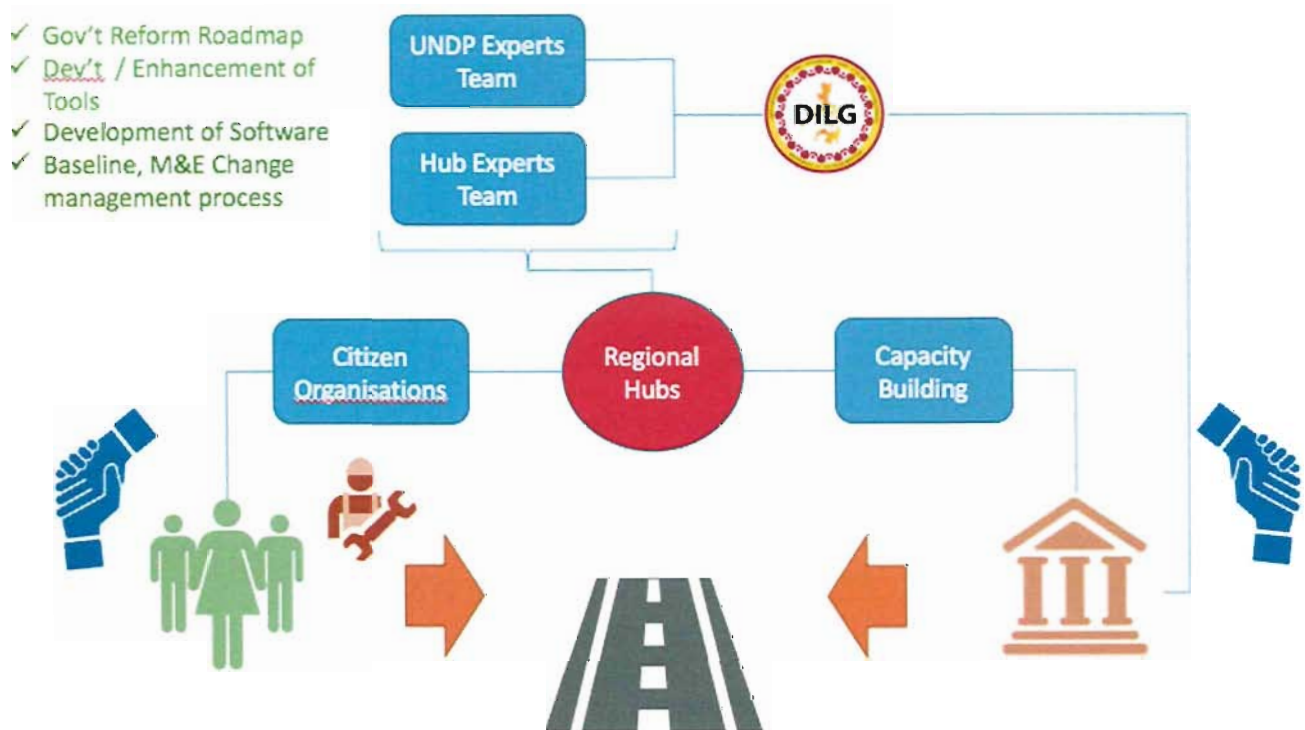 ✓ Gov't Reform Roadmap
✓ Dev't / Enhancement of
Tools
✓ Development of Software
✓ Baseline, M&E Change
management process
UNDP Experts
Team
Hub Experts
Team
DILG
Citizen
Organisations
Regional
Hubs
Capacity
Building